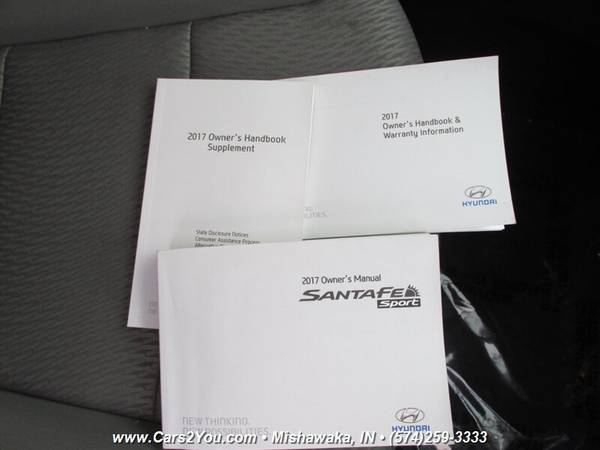 2017 Owner's Handbook
Supplement
State Disclosure Notices
Consumer Assistance Process
2017
Owner's Handbook &
Warranty Information
HYUNDAI
2017 Owner's Manual
SANTA FE
Sport
NEW THINKING.
POSSIBILITIES.
HYUNDAI
www.Cars2You.com • Mishawaka, IN • (574)259-3333